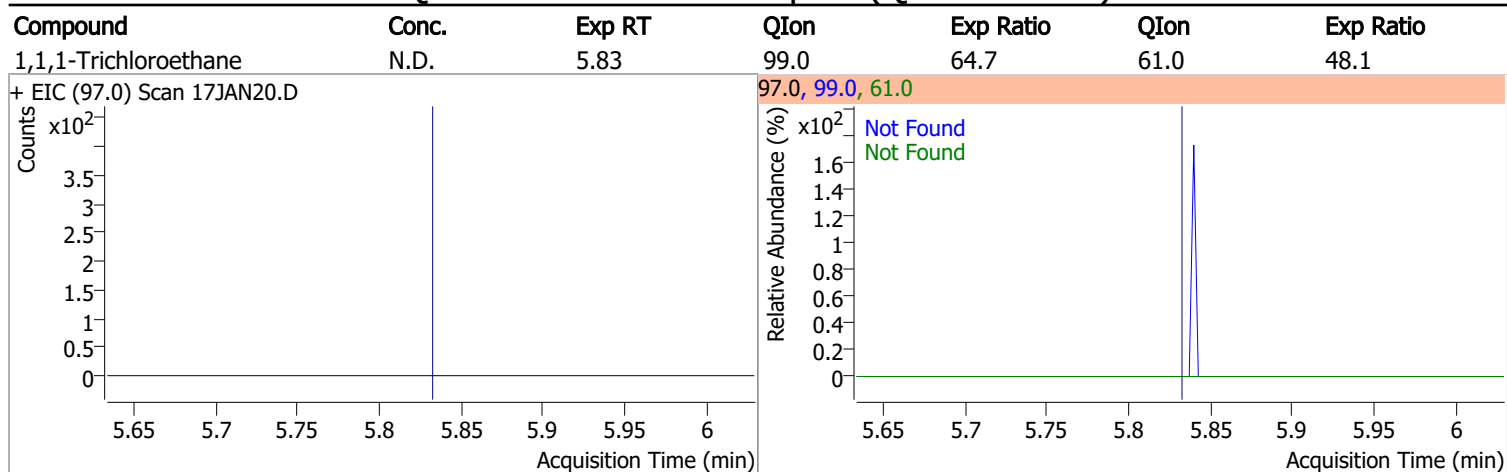 Compound Conc. Exp RT QIon Exp Ratio QIon Exp Ratio
1,1,1-Trichloroethane N.D. 5.83 99.0 64.7 61.0 48.1
+ EIC (97.0) Scan 17JAN20.D
Counts
x10²
3.5
3
2.5
2
1.5
1
0.5
0
5.65 5.7 5.75 5.8 5.85 5.9 5.95 6
Acquisition Time (min)
97.0, 99.0, 61.0
Relative Abundance (%)
x10²
Not Found
Not Found
1.6
1.4
1.2
1
0.8
0.6
0.4
0.2
0
5.65 5.7 5.75 5.8 5.85 5.9 5.95 6
Acquisition Time (min)